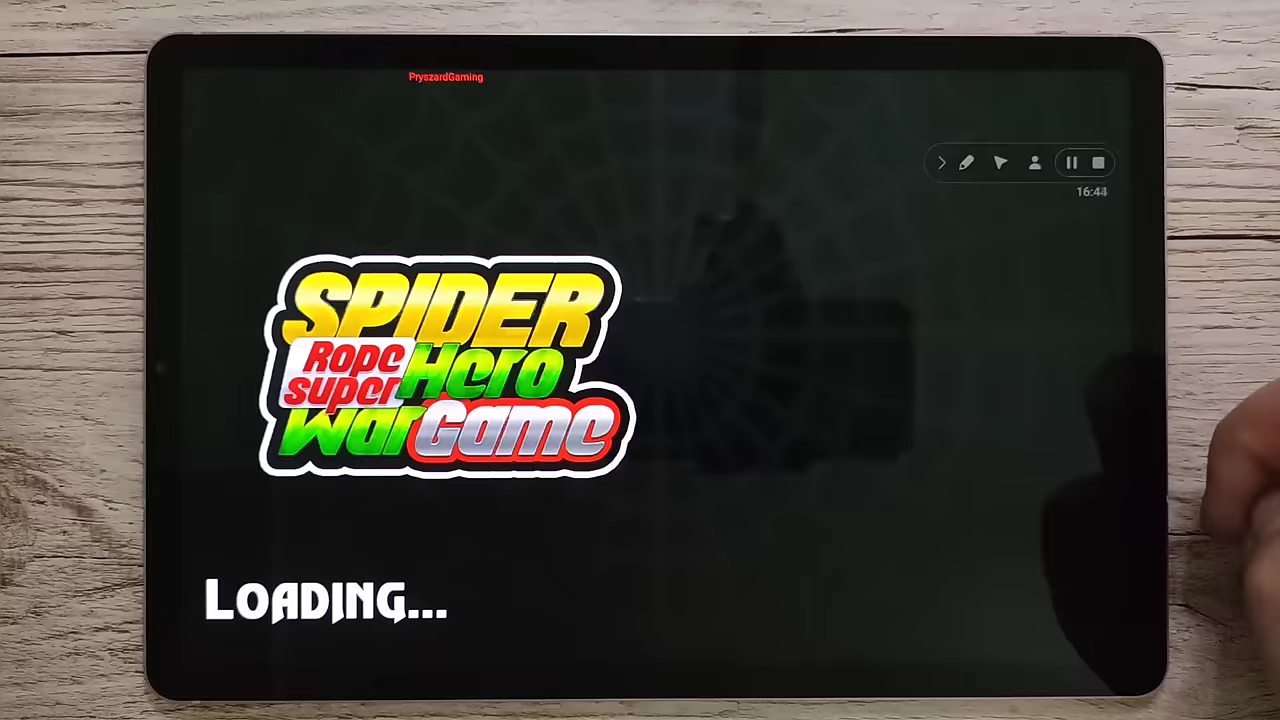 PryszardGaming
16:44
SPIDER
Rope Hero
super
War Game
LOADING...